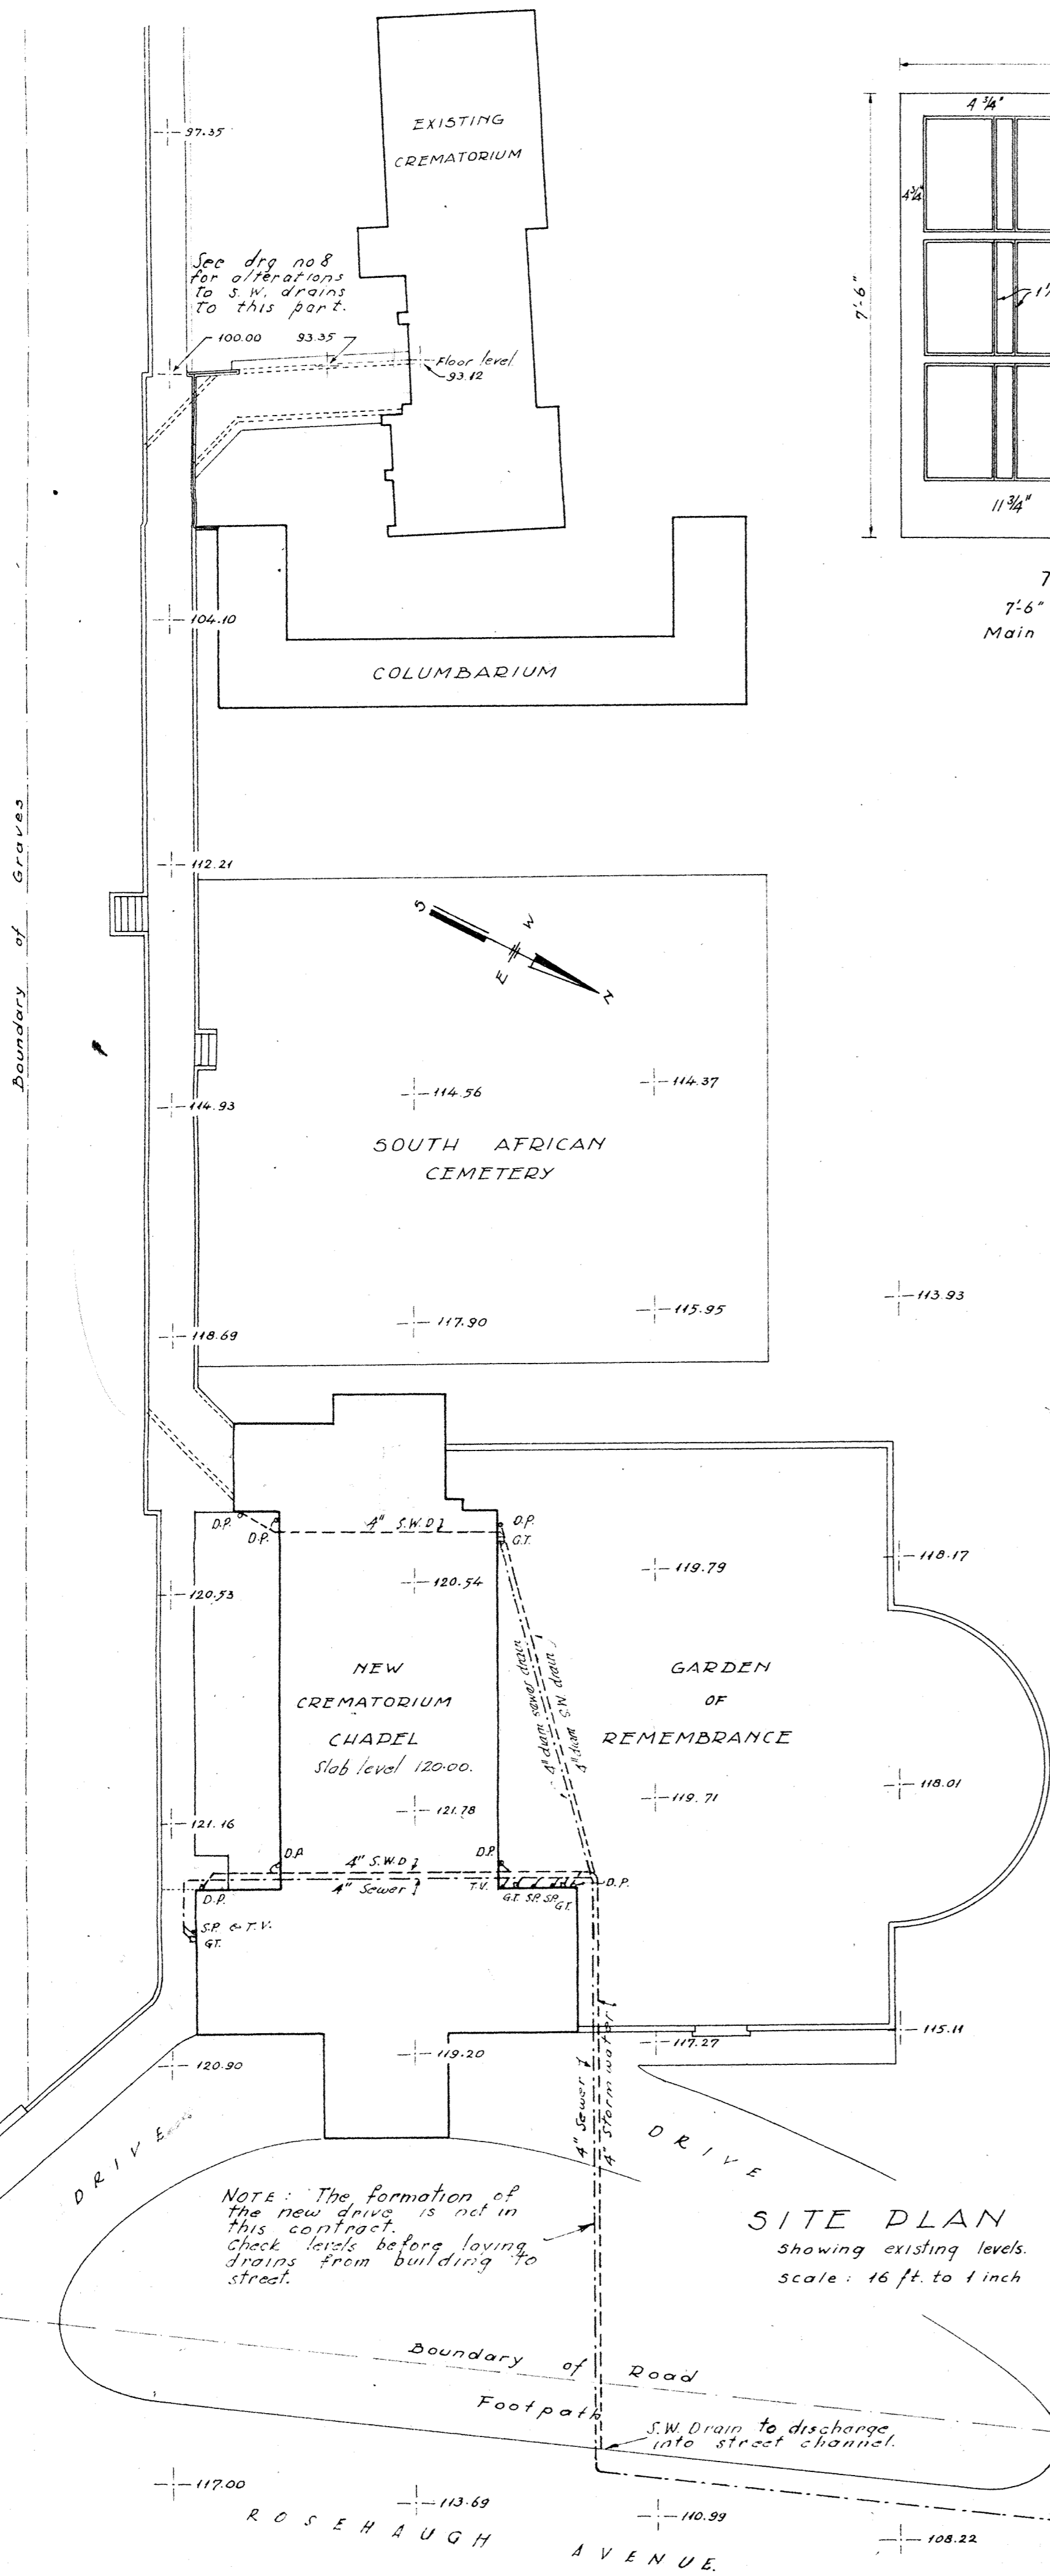 EXISTING
CREMATORIUM
97.35
See drg no 8
for alterations
to S.W. drains
to this part.
100.00
93.35
Floor level
93.12
4 3/4"
4 3/4"
7'-6"
11 3/4"
7'-6"
Main
104.10
COLUMBARIUM
Boundary of Graves
112.21
S
W
E
N
114.93
114.56
114.37
SOUTH AFRICAN
CEMETERY
118.69
117.90
115.95
113.93
D.P.
D.P.
4" S.W.D
D.P.
G.T.
120.53
120.54
119.79
118.17
NEW
CREMATORIUM
CHAPEL
Slab level 120.00.
4" diam sewer drain
4" diam S.W. drain
GARDEN
OF
REMEMBRANCE
121.16
121.78
119.71
118.01
D.P.
4" S.W.D
D.P.
D.P.
4" Sewer
T.V.
G.T. S.P. S.P. G.T.
D.P.
S.P. & T.V.
G.T.
120.90
119.20
117.27
115.11
4" Sewer
4" Stormwater
DRIVE
DRIVE
NOTE: The formation of
the new drive is not in
this contract.
Check levels before laying
drains from building to
street.
SITE PLAN
showing existing levels.
scale: 16 ft. to 1 inch
Boundary of Road
Footpath
S.W. Drain to discharge
into street channel.
117.00
113.69
110.99
108.22
ROSEHAUGH AVENUE.